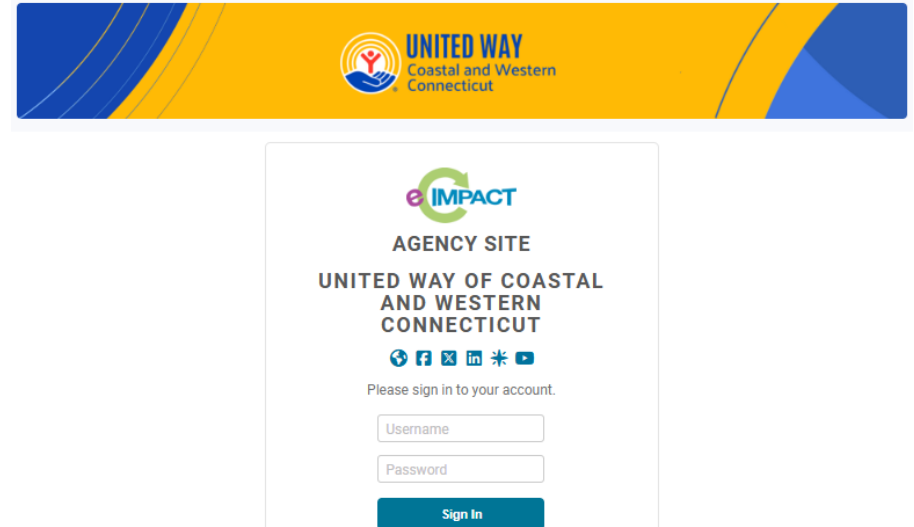 UNITED WAY
Coastal and Western
Connecticut
e IMPACT
AGENCY SITE
UNITED WAY OF COASTAL
AND WESTERN
CONNECTICUT
Please sign in to your account.
Username
Password
Sign In